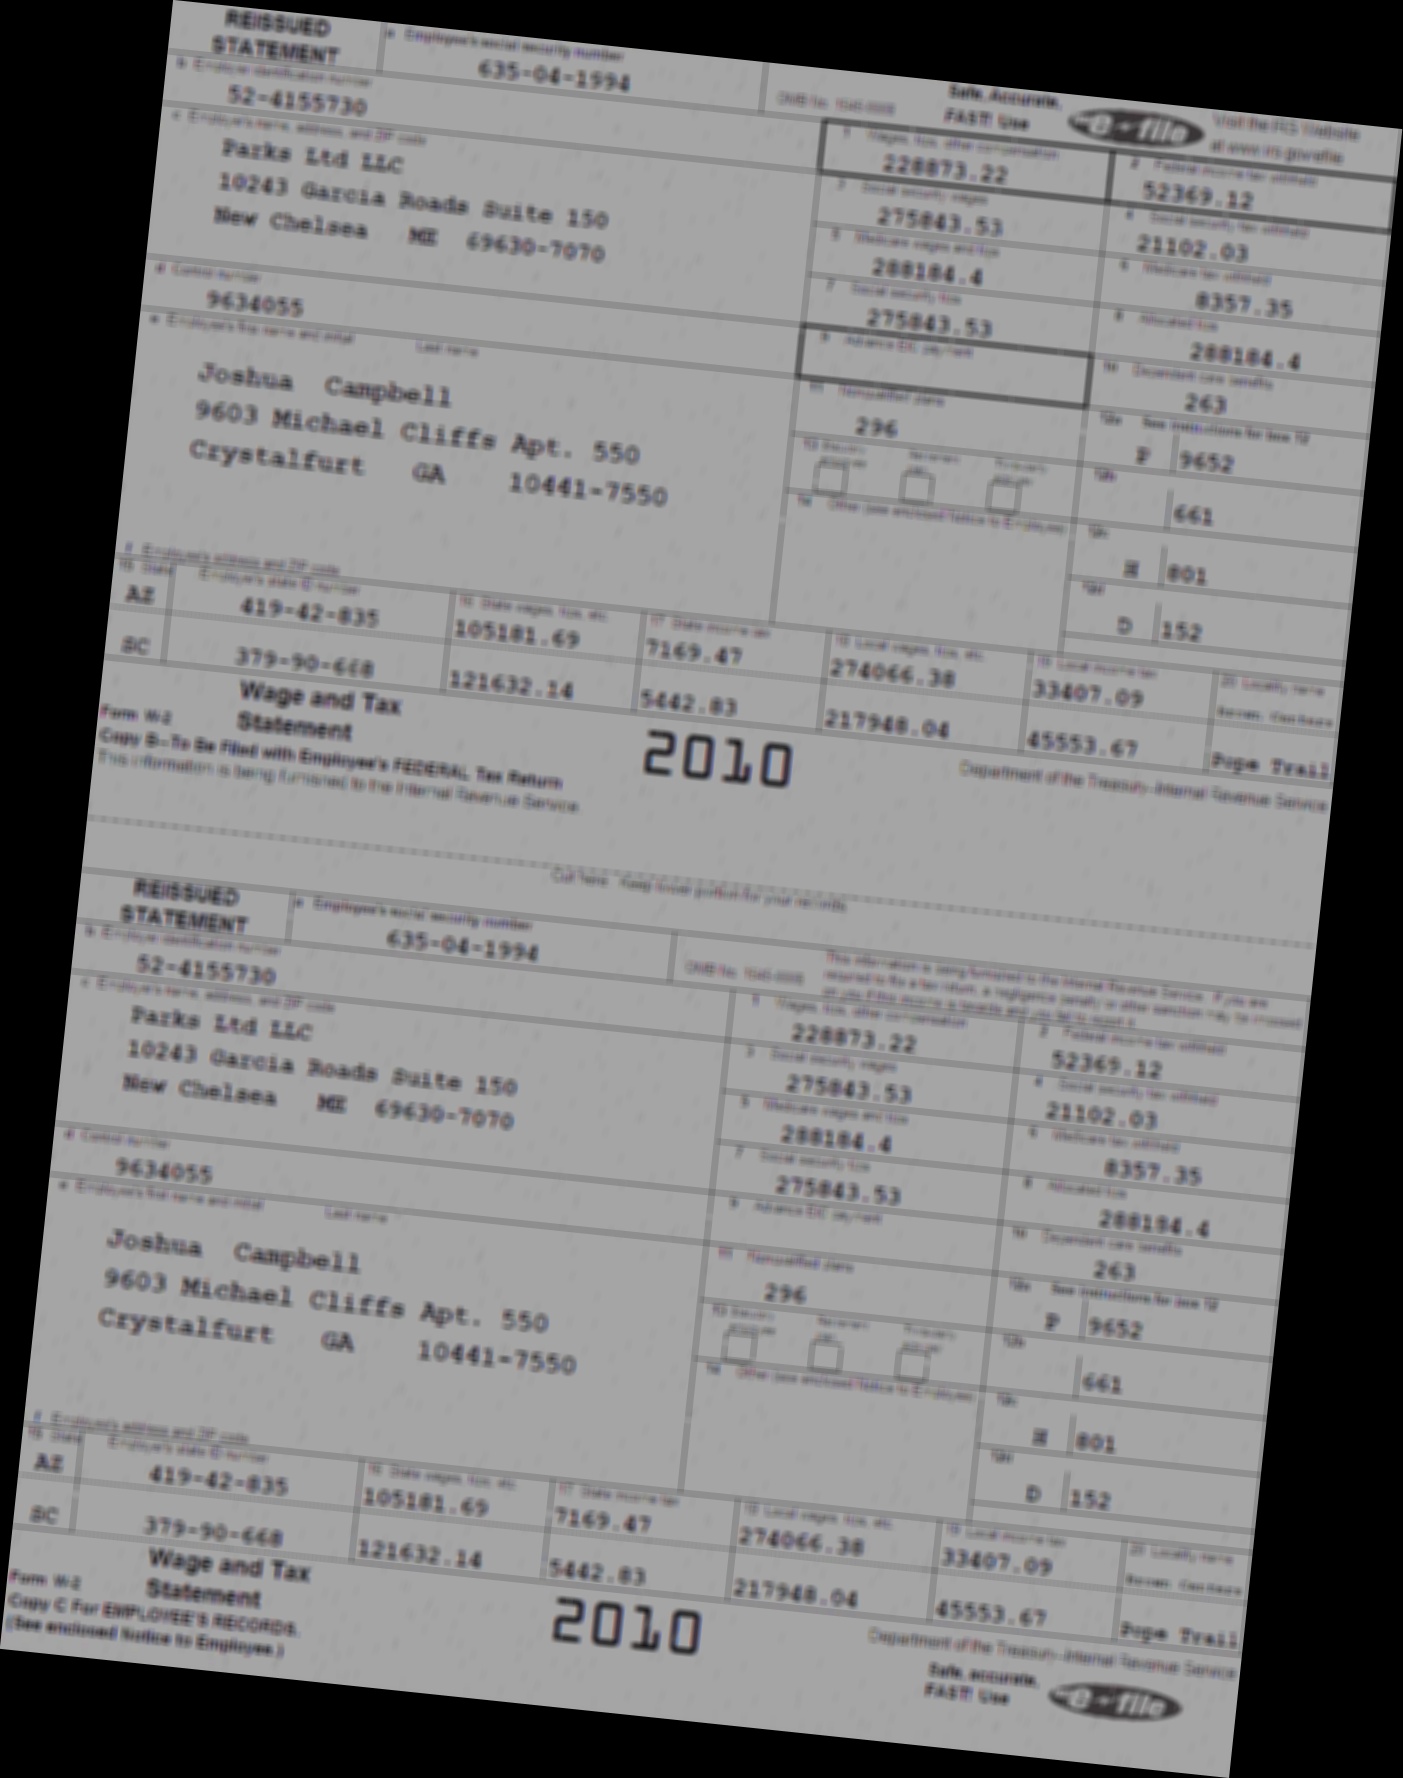 REISSUED
STATEMENT
a Employee's social security number
635-04-1994
OMB No. 1545-0008
Safe, Accurate,
FAST! Use
e-file
Visit the IRS Website
at www.irs.gov/efile
b Employer identification number
52-4155730
c Employer's name, address, and ZIP code
Parks Ltd LLC
10243 Garcia Roads Suite 150
New Chelsea ME 69630-7070
1 Wages, tips, other compensation
228873.22
2 Federal income tax withheld
52369.12
3 Social security wages
275843.53
4 Social security tax withheld
21102.03
5 Medicare wages and tips
288184.4
6 Medicare tax withheld
8357.35
d Control number
9634055
7 Social security tips
275843.53
8 Allocated tips
288184.4
e Employee's first name and initial Last name
Joshua Campbell
9603 Michael Cliffs Apt. 550
Crystalfurt GA 10441-7550
9 Advance EIC payment
10 Dependent care benefits
263
11 Nonqualified plans
296
12a See instructions for box 12
P 9652
12b
661
12c
H 801
12d
D 152
14 Other (see enclosed Notice to Employee)
f Employee's address and ZIP code
15 State Employer's state ID number
AZ 419-42-835
SC 379-90-668
16 State wages, tips, etc.
105181.69
121632.14
17 State income tax
7169.47
5442.83
18 Local wages, tips, etc.
274066.38
217948.04
19 Local income tax
33407.09
45553.67
20 Locality name
Pope Trail
Form W-2
Wage and Tax
Statement
2010
Copy B-To Be Filed with Employee's FEDERAL Tax Return
This information is being furnished to the Internal Revenue Service.
Department of the Treasury-Internal Revenue Service
Cut here. Keep lower portion for your records.
REISSUED
STATEMENT
a Employee's social security number
635-04-1994
OMB No. 1545-0008
This information is being furnished to the Internal Revenue Service. If you are
required to file a tax return, a negligence penalty or other sanction may be imposed
on you if this income is taxable and you fail to report it.
b Employer identification number
52-4155730
c Employer's name, address, and ZIP code
Parks Ltd LLC
10243 Garcia Roads Suite 150
New Chelsea ME 69630-7070
1 Wages, tips, other compensation
228873.22
2 Federal income tax withheld
52369.12
3 Social security wages
275843.53
4 Social security tax withheld
21102.03
5 Medicare wages and tips
288184.4
6 Medicare tax withheld
8357.35
d Control number
9634055
7 Social security tips
275843.53
8 Allocated tips
288184.4
e Employee's first name and initial Last name
Joshua Campbell
9603 Michael Cliffs Apt. 550
Crystalfurt GA 10441-7550
9 Advance EIC payment
10 Dependent care benefits
263
11 Nonqualified plans
296
12a See instructions for box 12
P 9652
12b
661
12c
H 801
12d
D 152
14 Other (see enclosed Notice to Employee)
f Employee's address and ZIP code
15 State Employer's state ID number
AZ 419-42-835
SC 379-90-668
16 State wages, tips, etc.
105181.69
121632.14
17 State income tax
7169.47
5442.83
18 Local wages, tips, etc.
274066.38
217948.04
19 Local income tax
33407.09
45553.67
20 Locality name
Pope Trail
Form W-2
Wage and Tax
Statement
2010
Copy C For EMPLOYEE'S RECORDS.
(See enclosed Notice to Employee.)
Department of the Treasury-Internal Revenue Service
Safe, accurate,
FAST! Use
e-file